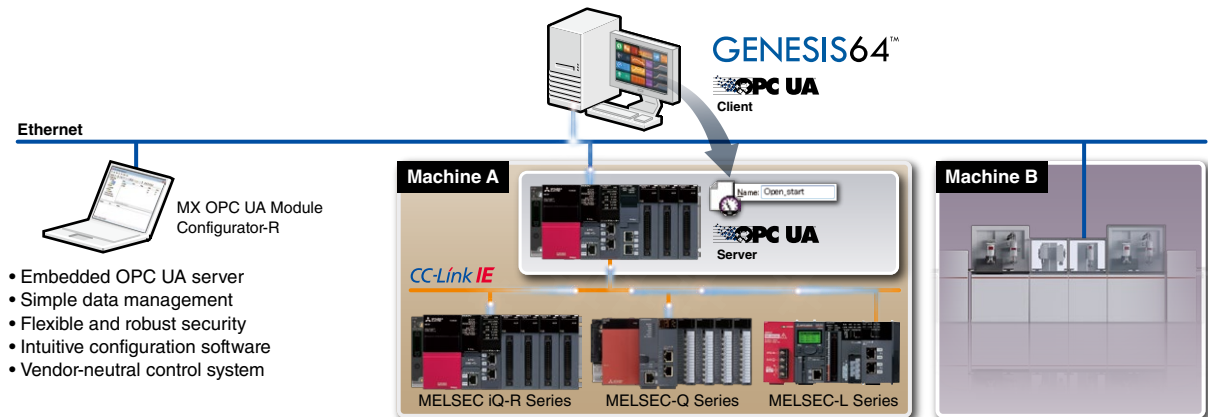 GENESIS64™
OPC UA
Client
Ethernet
MX OPC UA Module
Configurator-R
• Embedded OPC UA server
• Simple data management
• Flexible and robust security
• Intuitive configuration software
• Vendor-neutral control system
Machine A
Name: Open_start
OPC UA
Server
CC-Link IE
MELSEC iQ-R Series
MELSEC-Q Series
MELSEC-L Series
Machine B